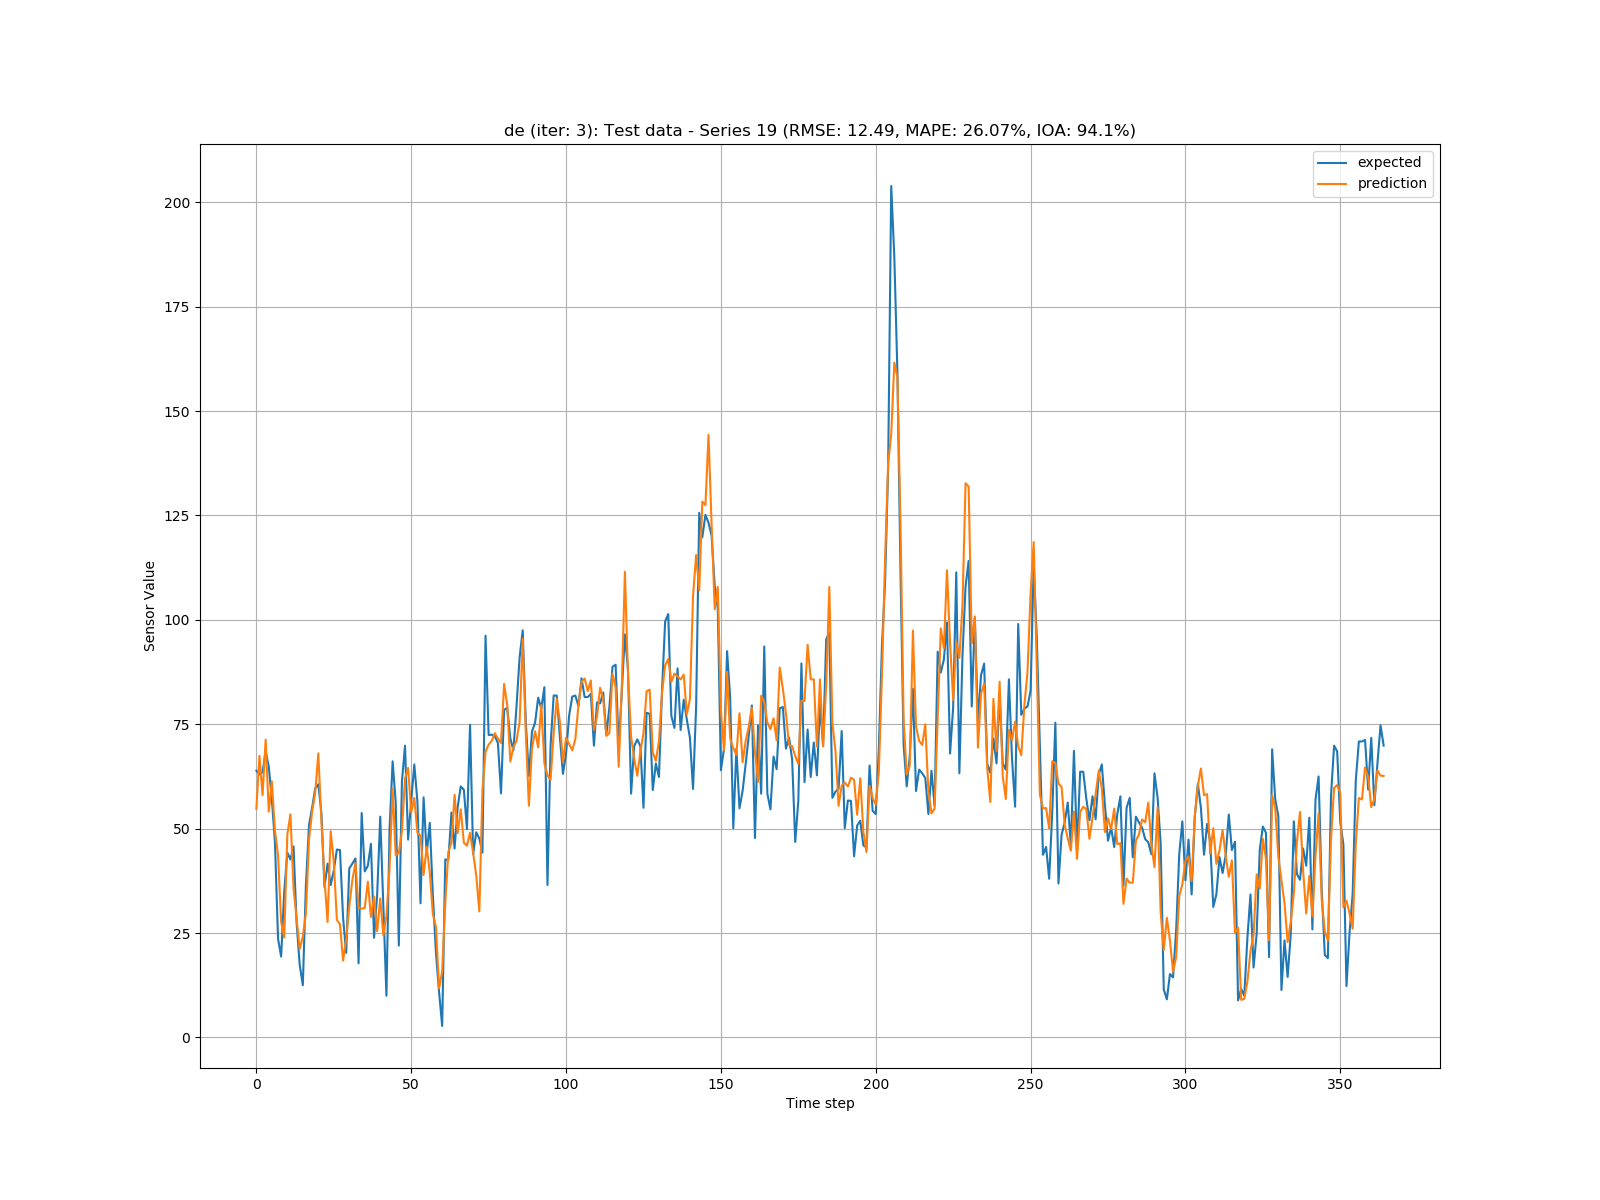 de (iter: 3): Test data - Series 19 (RMSE: 12.49, MAPE: 26.07%, IOA: 94.1%)
expected
prediction
200
175
150
125
100
75
50
25
0
Sensor Value
0 50 100 150 200 250 300 350
Time step